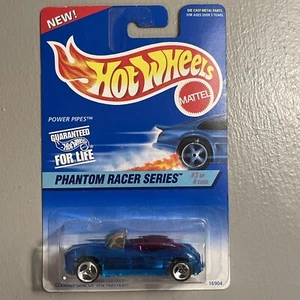 NEW!
DIE CAST METAL PARTS.
FOR AGES OVER 3 YEARS.
HOT WHEELS
MATTEL
POWER PIPES™
GUARANTEED
FOR LIFE
PHANTOM RACER SERIES™
#3 OF
4 CARS
16904